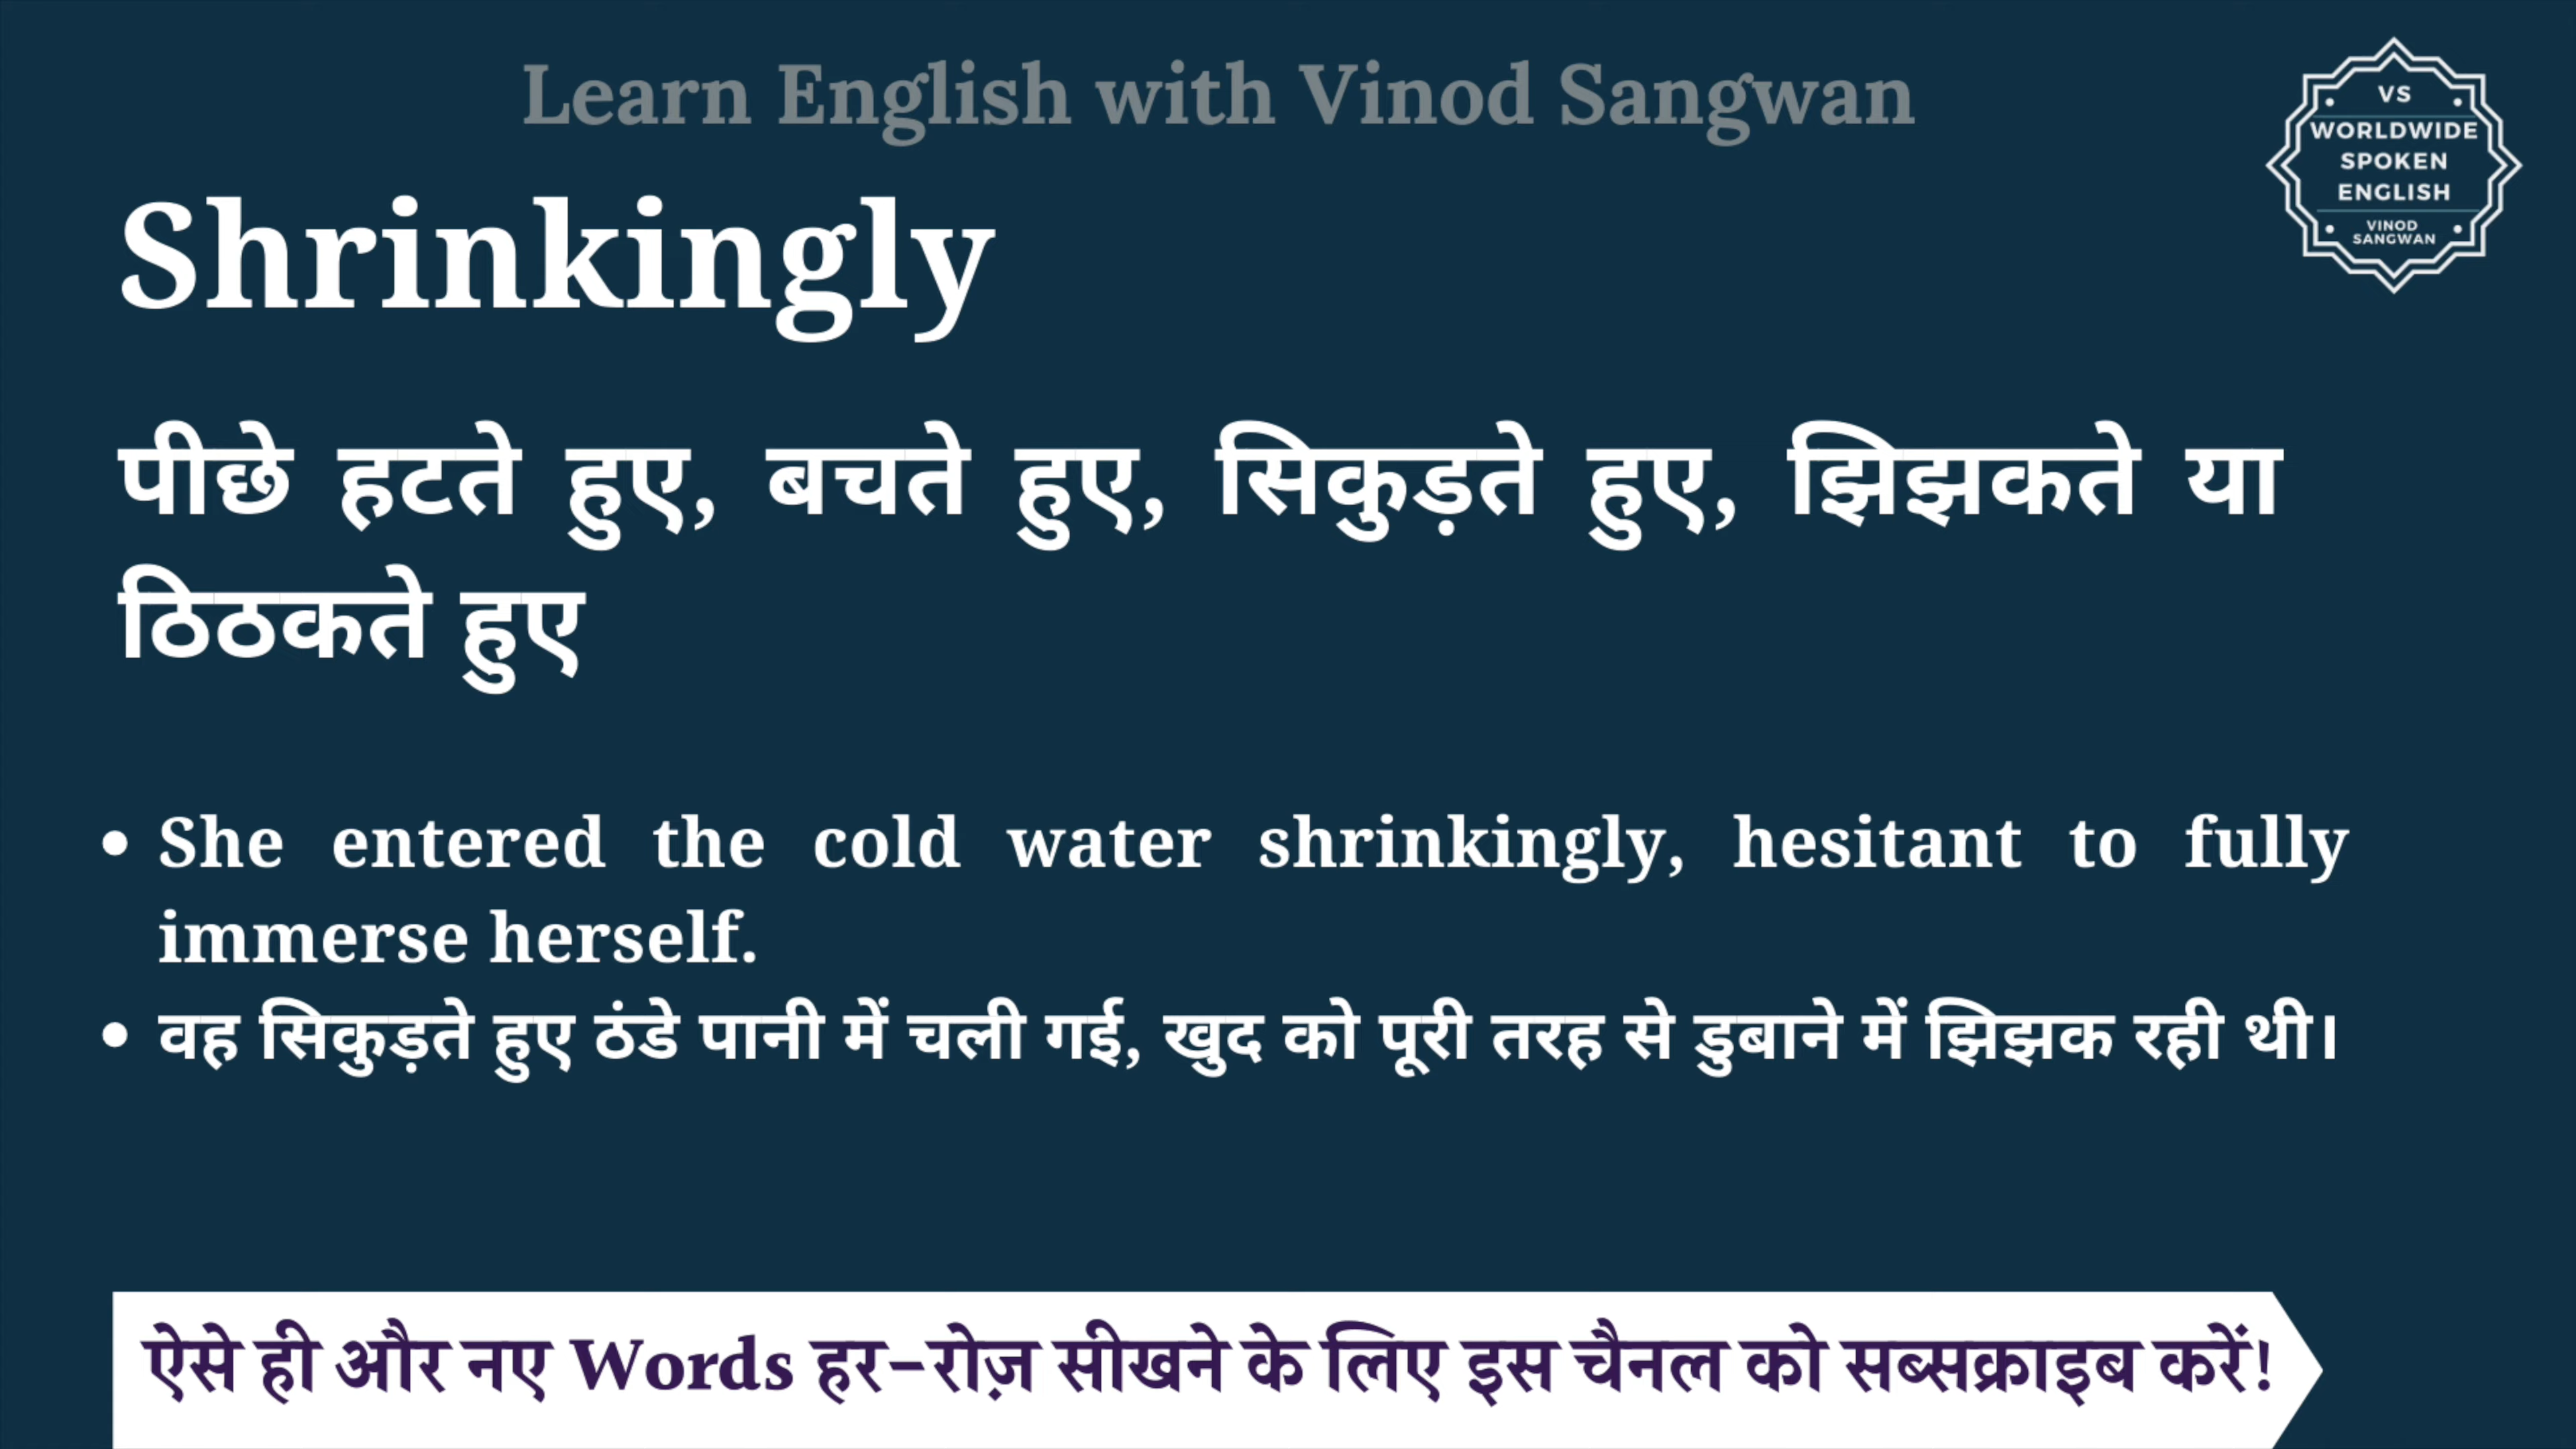 Learn English with Vinod Sangwan
VS
WORLDWIDE
SPOKEN
ENGLISH
VINOD
SANGWAN
Shrinkingly
पीछे हटते हुए, बचते हुए, सिकुड़ते हुए, झिझकते या
ठिठकते हुए
• She entered the cold water shrinkingly, hesitant to fully
immerse herself.
• वह सिकुड़ते हुए ठंडे पानी में चली गई, खुद को पूरी तरह से डुबाने में झिझक रही थी।
ऐसे ही और नए Words हर-रोज़ सीखने के लिए इस चैनल को सब्सक्राइब करें!